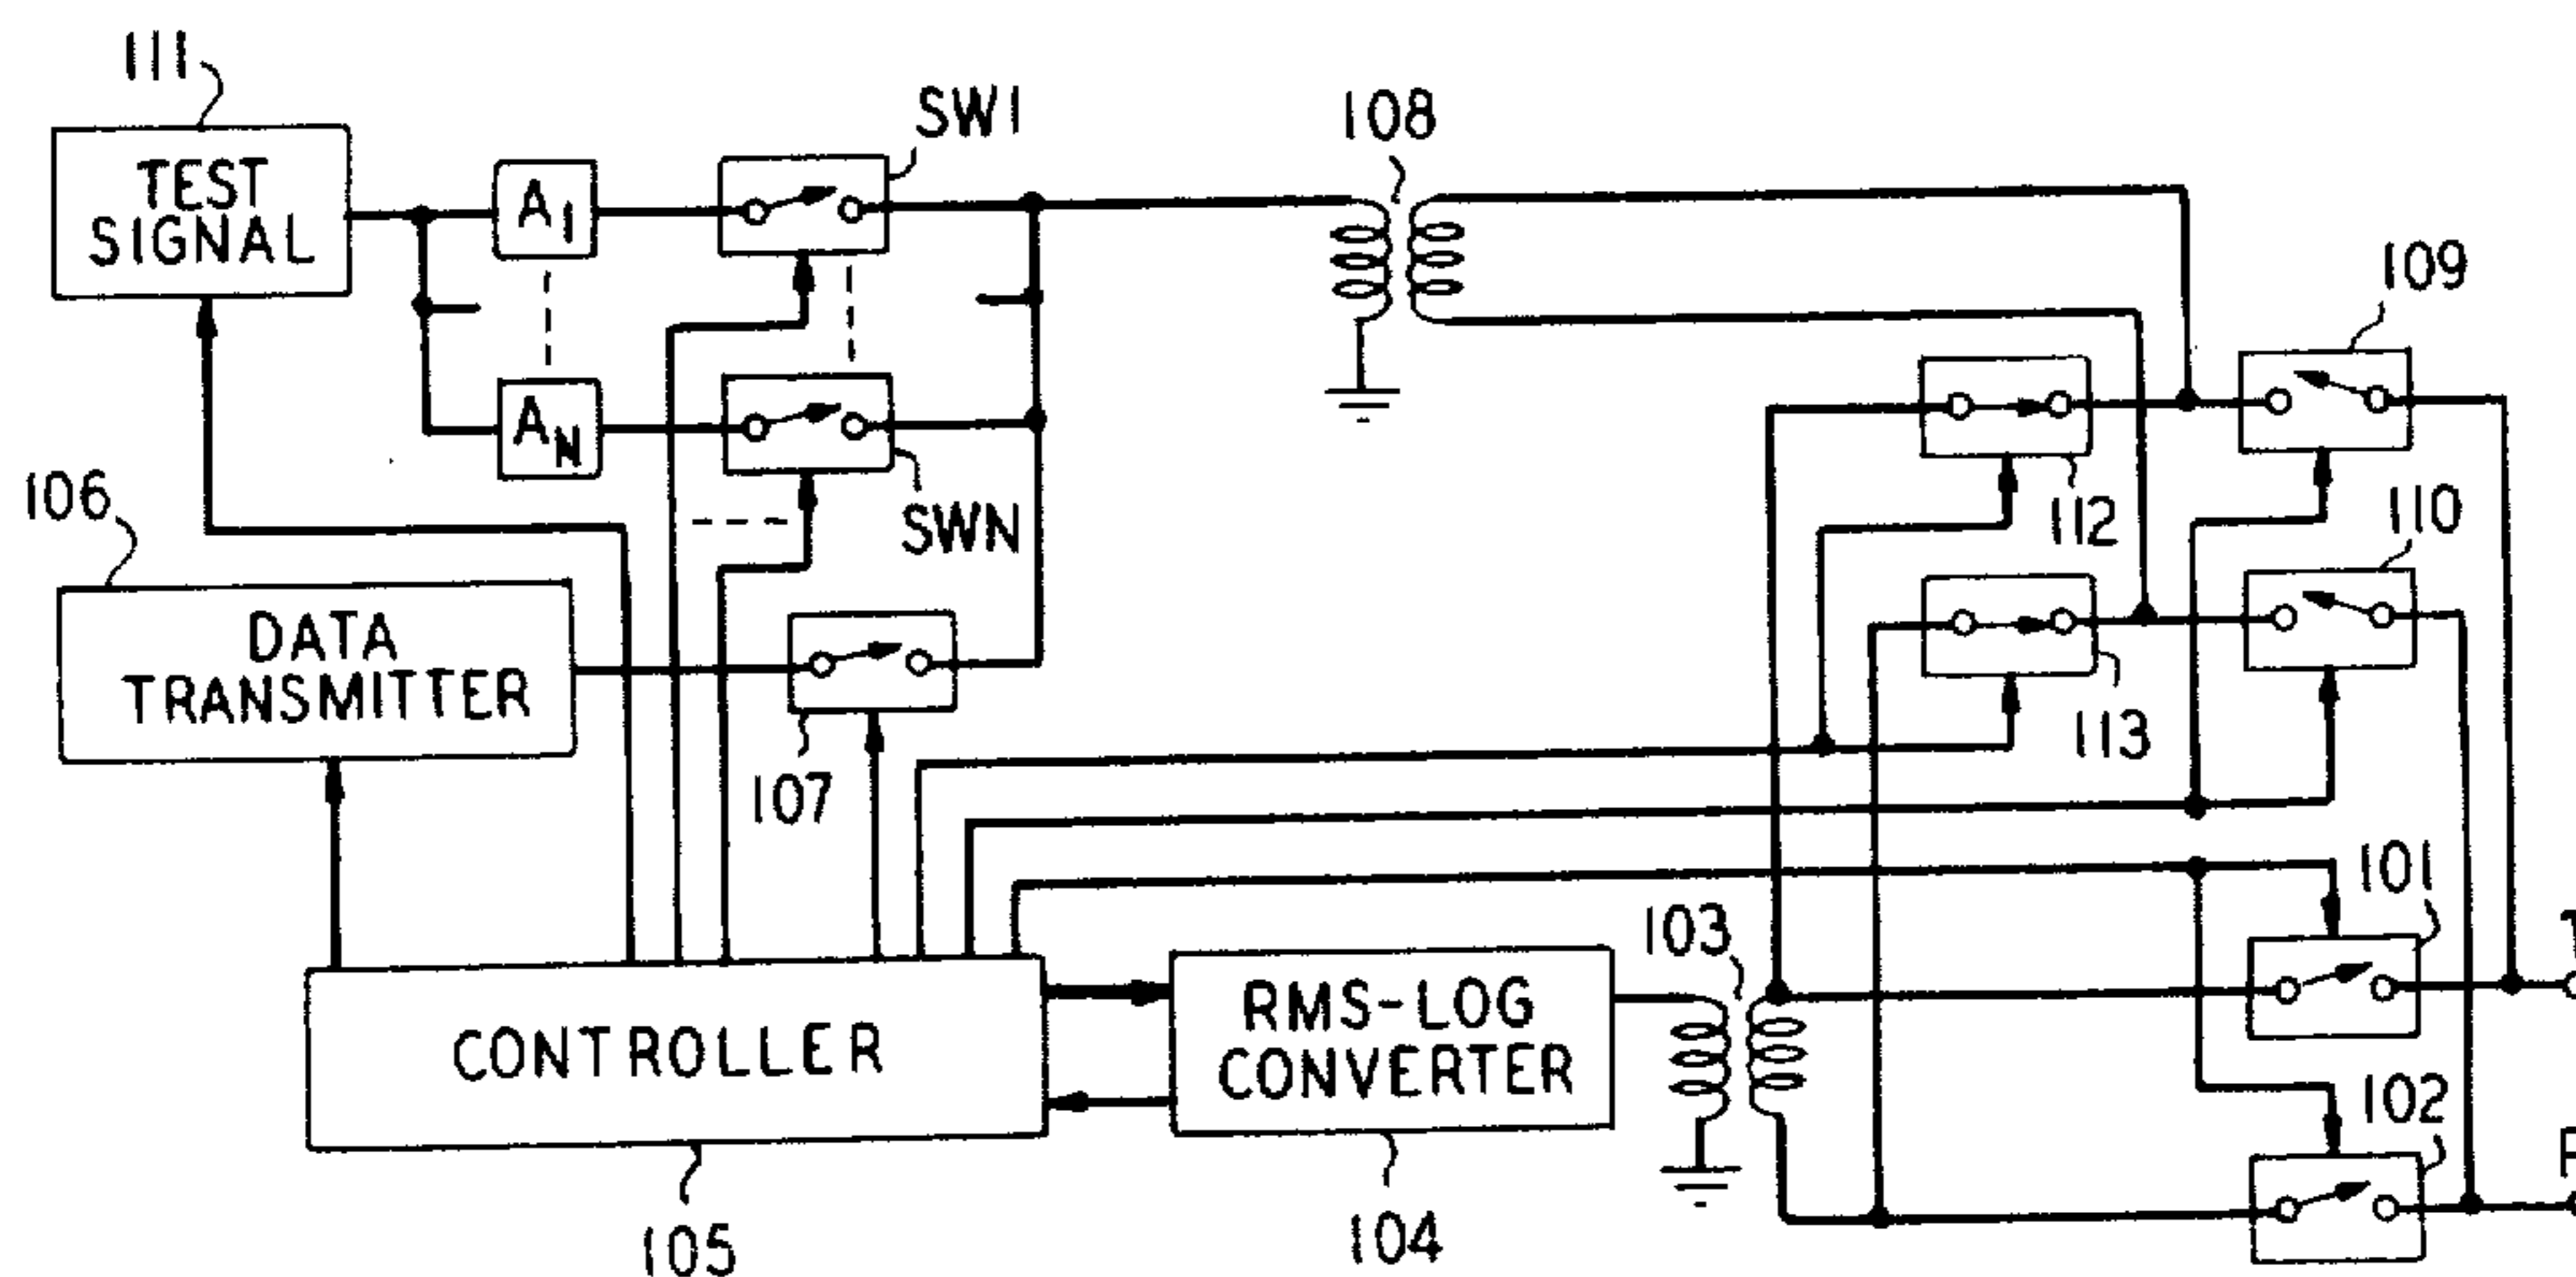 111
TEST
SIGNAL
A1
SW1
108
109
AN
SWN
112
110
106
DATA
TRANSMITTER
107
113
101
103
CONTROLLER
RMS-LOG
CONVERTER
102
105
104